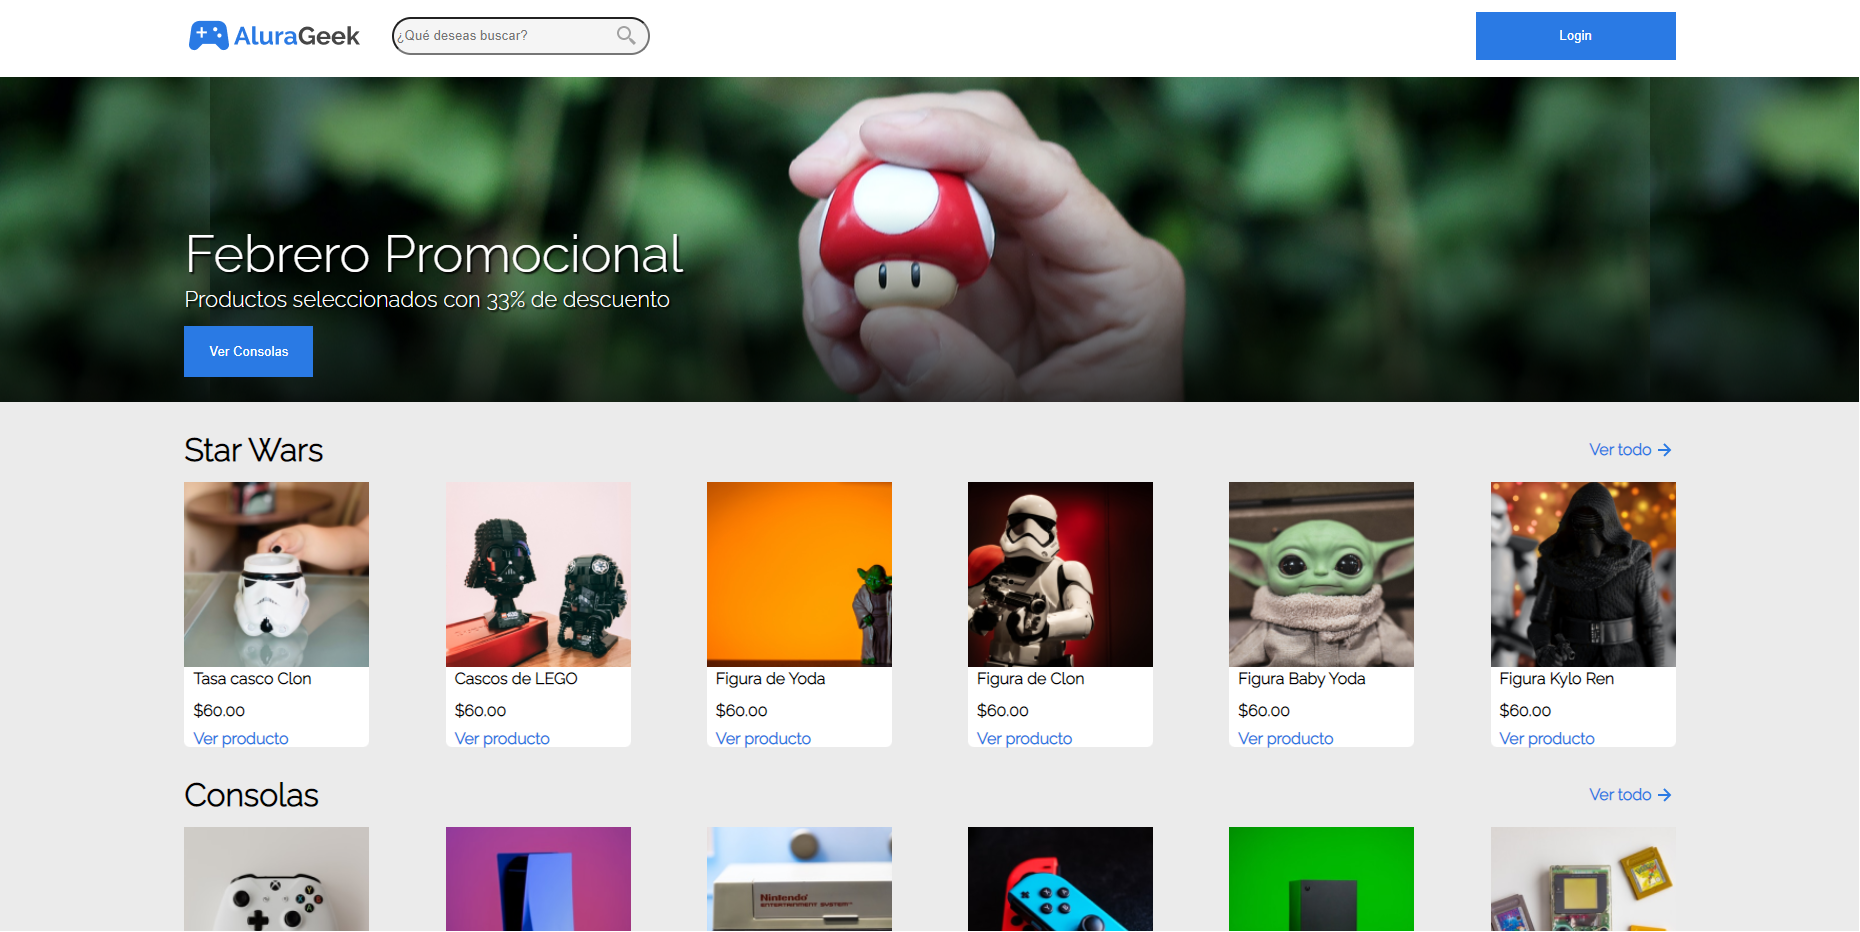 AluraGeek
¿Qué deseas buscar?
Login
Febrero Promocional
Productos seleccionados con 33% de descuento
Ver Consolas
Star Wars
Ver todo
Tasa casco Clon
$60.00
Ver producto
Cascos de LEGO
$60.00
Ver producto
Figura de Yoda
$60.00
Ver producto
Figura de Clon
$60.00
Ver producto
Figura Baby Yoda
$60.00
Ver producto
Figura Kylo Ren
$60.00
Ver producto
Consolas
Ver todo
Nintendo
ENTERTAINMENT SYSTEM